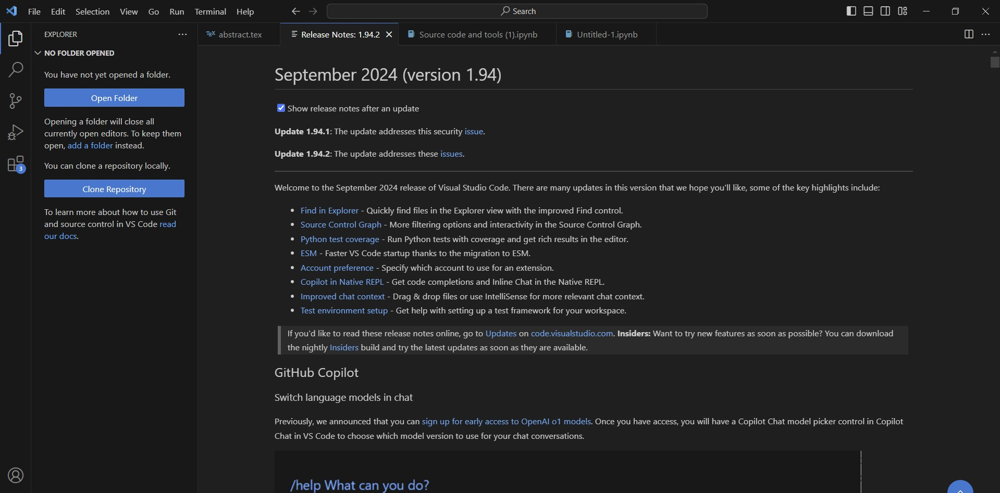 File Edit Selection View Go Run Terminal Help
Search
EXPLORER
NO FOLDER OPENED
You have not yet opened a folder.
Open Folder
Opening a folder will close all
currently open editors. To keep them
open, add a folder instead.
You can clone a repository locally.
Clone Repository
To learn more about how to use Git
and source control in VS Code read
our docs.
3
TEX abstract.tex
Release Notes: 1.94.2
Source code and tools (1).ipynb
Untitled-1.ipynb
September 2024 (version 1.94)
Show release notes after an update
Update 1.94.1: The update addresses this security issue.
Update 1.94.2: The update addresses these issues.
Welcome to the September 2024 release of Visual Studio Code. There are many updates in this version that we hope you'll like, some of the key highlights include:
• Find in Explorer - Quickly find files in the Explorer view with the improved Find control.
• Source Control Graph - More filtering options and interactivity in the Source Control Graph.
• Python test coverage - Run Python tests with coverage and get rich results in the editor.
• ESM - Faster VS Code startup thanks to the migration to ESM.
• Account preference - Specify which account to use for an extension.
• Copilot in Native REPL - Get code completions and Inline Chat in the Native REPL.
• Improved chat context - Drag & drop files or use IntelliSense for more relevant chat context.
• Test environment setup - Get help with setting up a test framework for your workspace.
If you'd like to read these release notes online, go to Updates on code.visualstudio.com. Insiders: Want to try new features as soon as possible? You can download
the nightly Insiders build and try the latest updates as soon as they are available.
GitHub Copilot
Switch language models in chat
Previously, we announced that you can sign up for early access to OpenAI o1 models. Once you have access, you will have a Copilot Chat model picker control in Copilot
Chat in VS Code to choose which model version to use for your chat conversations.
/help What can you do?